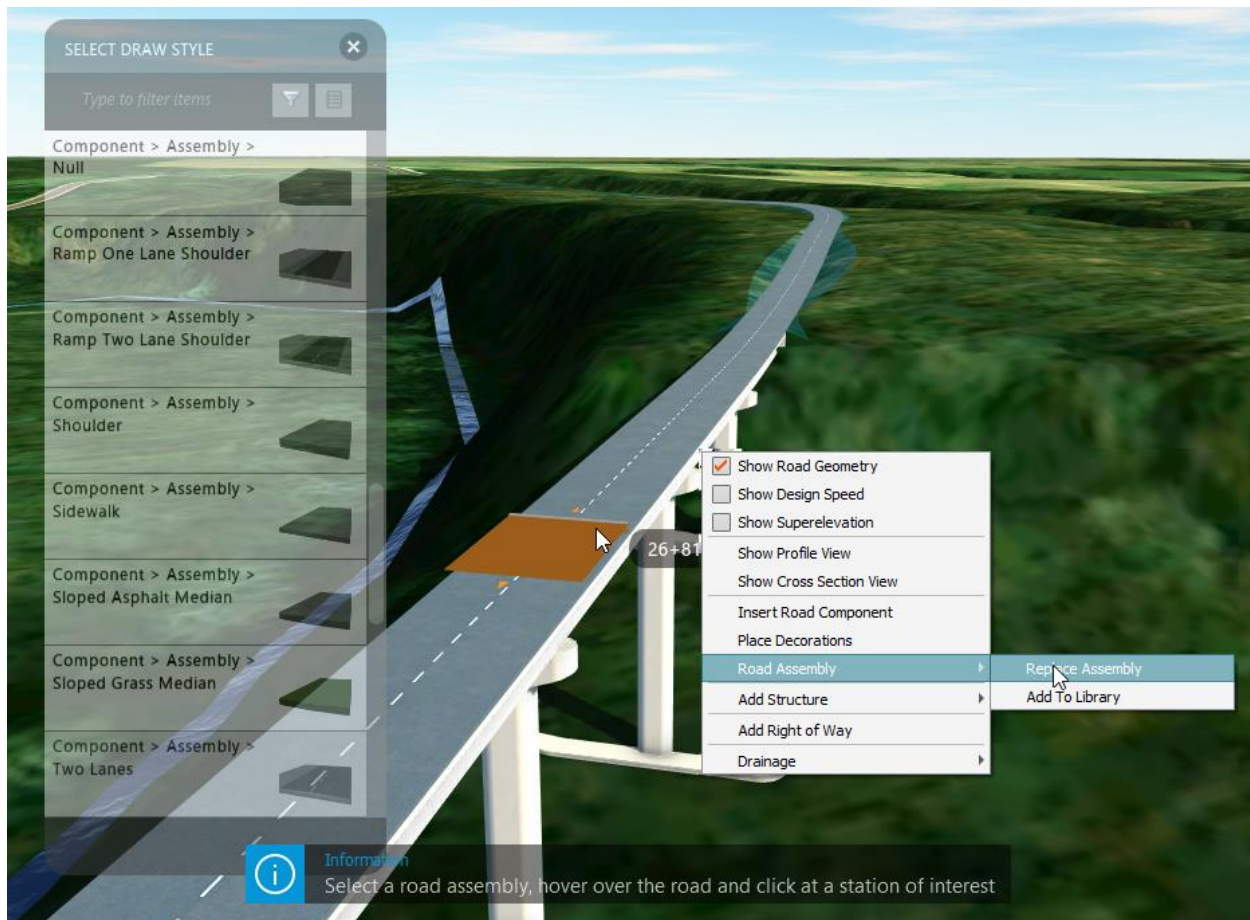 SELECT DRAW STYLE
Type to filter items
Component > Assembly >
Null
Component > Assembly >
Ramp One Lane Shoulder
Component > Assembly >
Ramp Two Lane Shoulder
Component > Assembly >
Shoulder
Component > Assembly >
Sidewalk
Component > Assembly >
Sloped Asphalt Median
Component > Assembly >
Sloped Grass Median
Component > Assembly >
Two Lanes
26+81
Show Road Geometry
Show Design Speed
Show Superelevation
Show Profile View
Show Cross Section View
Insert Road Component
Place Decorations
Road Assembly
Replace Assembly
Add Structure
Add To Library
Add Right of Way
Drainage
Information
Select a road assembly, hover over the road and click at a station of interest